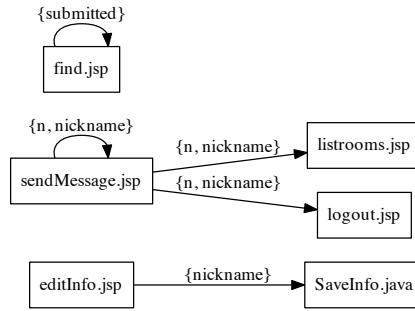 {submitted}
find.jsp
{n, nickname}
sendMessage.jsp
{n, nickname}
listrooms.jsp
{n, nickname}
logout.jsp
editInfo.jsp
{nickname}
SaveInfo.java